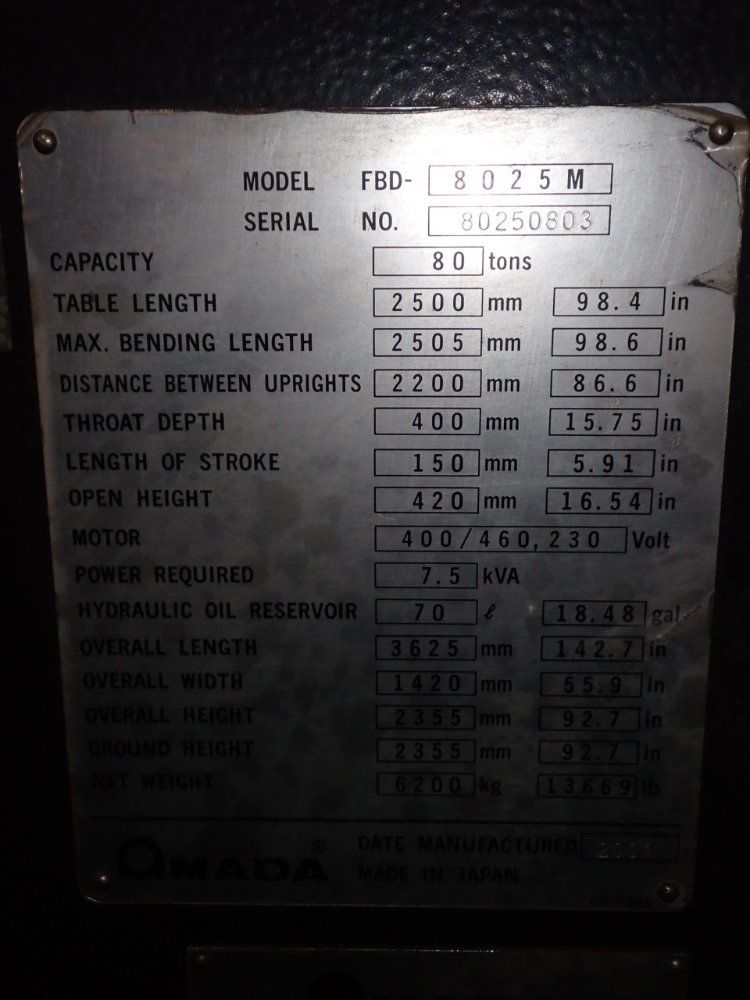 MODEL FBD- 8025M
SERIAL NO. 80250803
CAPACITY 80 tons
TABLE LENGTH 2500 mm 98.4 in
MAX. BENDING LENGTH 2505 mm 98.6 in
DISTANCE BETWEEN UPRIGHTS 2200 mm 86.6 in
THROAT DEPTH 400 mm 15.75 in
LENGTH OF STROKE 150 mm 5.91 in
OPEN HEIGHT 420 mm 16.54 in
MOTOR 400/460,230 Volt
POWER REQUIRED 7.5 kVA
HYDRAULIC OIL RESERVOIR 70 ℓ 18.48 gal
OVERALL LENGTH 3625 mm 142.7 in
OVERALL WIDTH 1420 mm 55.9 in
OVERALL HEIGHT 2355 mm 92.7 in
GROUND HEIGHT 2355 mm 92.7 in
NET WEIGHT 6200 kg 13669 lb
AMADA ® DATE MANUFACTURED
MADE IN JAPAN